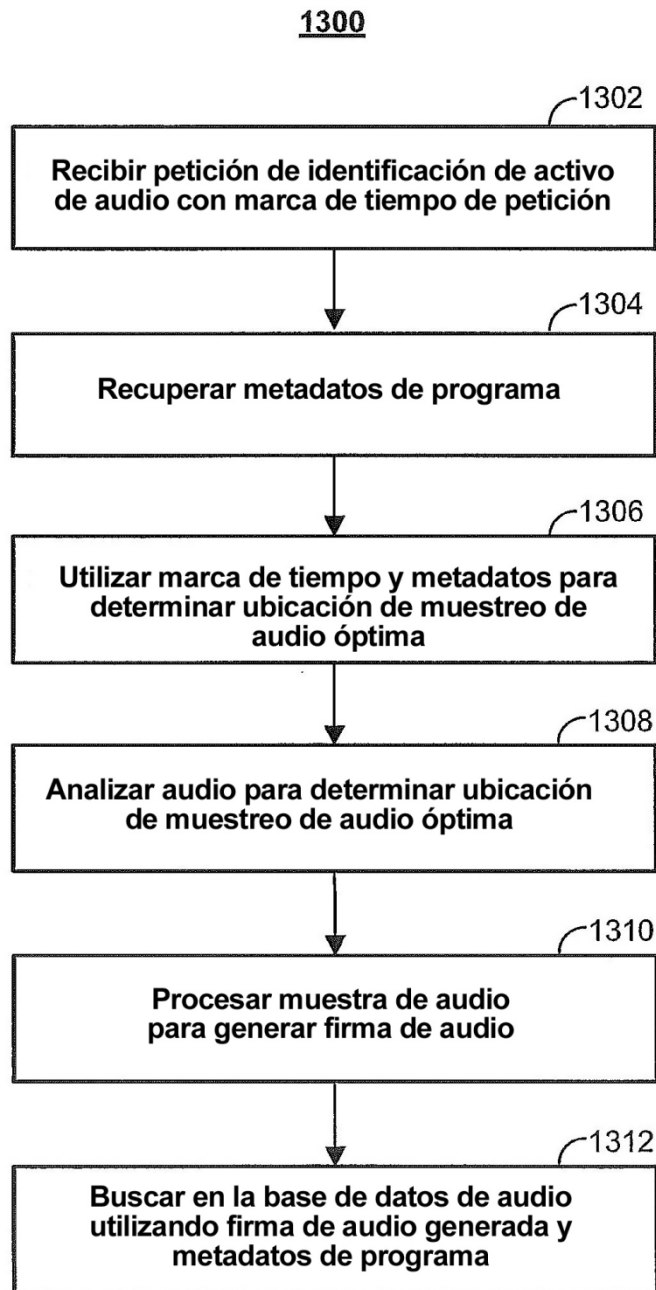 1300
1302
Recibir petición de identificación de activo
de audio con marca de tiempo de petición
1304
Recuperar metadatos de programa
1306
Utilizar marca de tiempo y metadatos para
determinar ubicación de muestreo de
audio óptima
1308
Analizar audio para determinar ubicación
de muestreo de audio óptima
1310
Procesar muestra de audio
para generar firma de audio
1312
Buscar en la base de datos de audio
utilizando firma de audio generada y
metadatos de programa